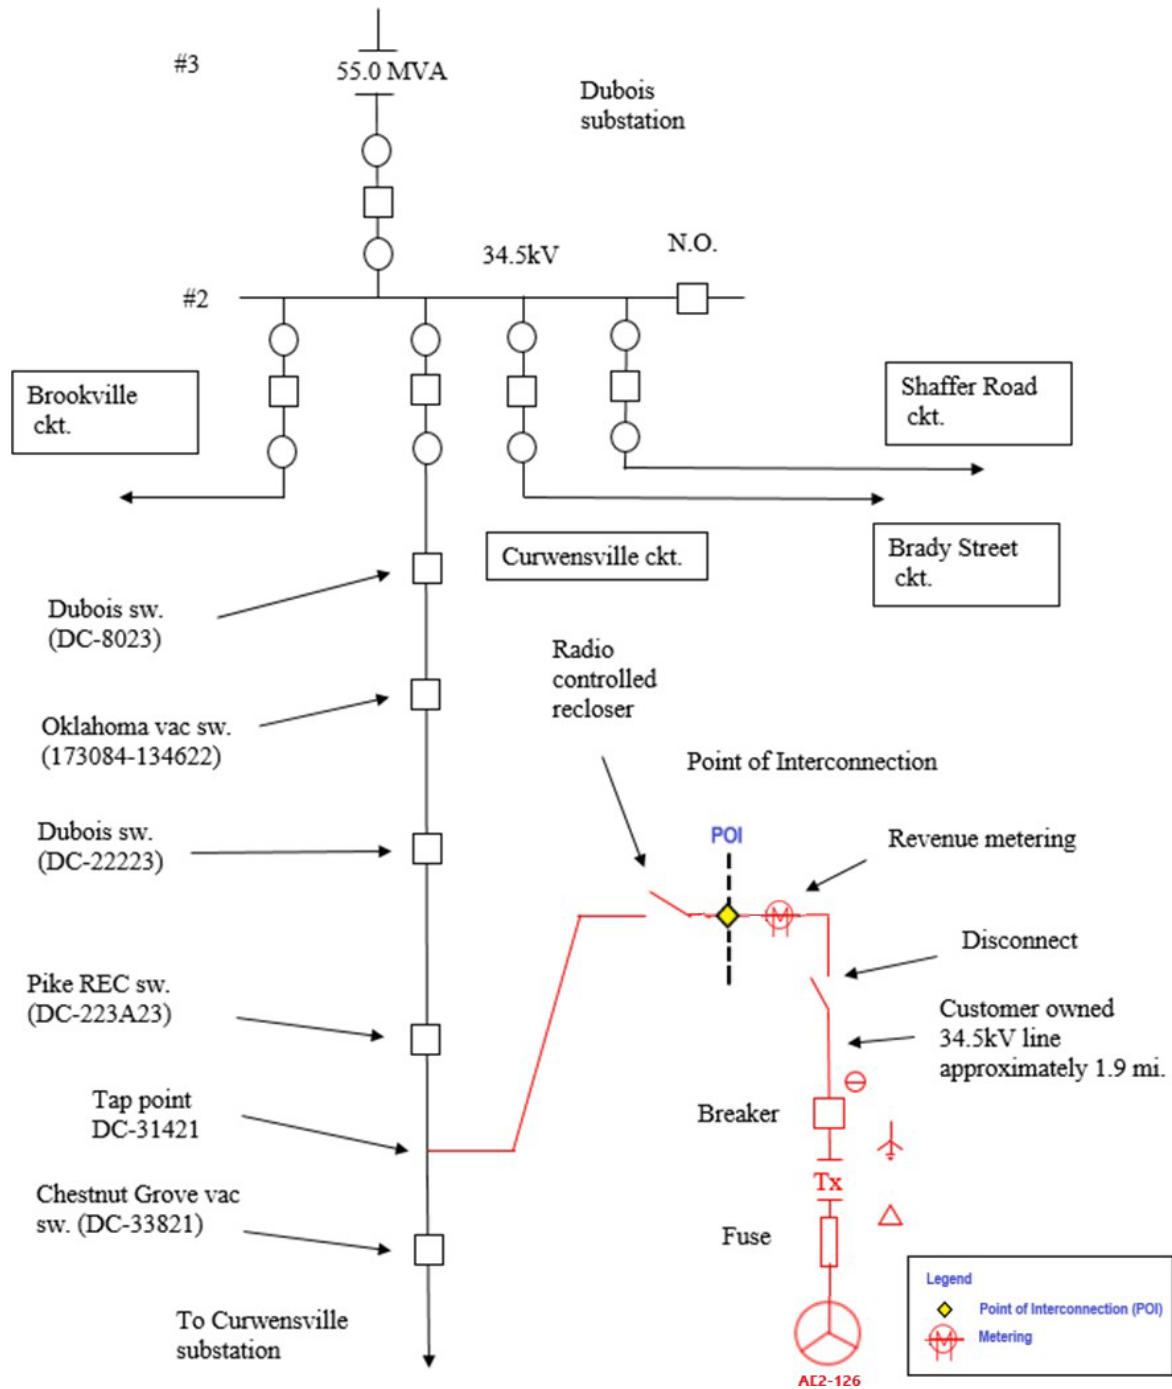 #3
55.0 MVA
Dubois
substation
34.5kV
N.O.
#2
Brookville
ckt.
Shaffer Road
ckt.
Curwensville ckt.
Brady Street
ckt.
Dubois sw.
(DC-8023)
Radio
controlled
recloser
Oklahoma vac sw.
(173084-134622)
Point of Interconnection
Dubois sw.
(DC-22223)
POI
Revenue metering
M
Disconnect
Pike REC sw.
(DC-223A23)
Customer owned
34.5kV line
approximately 1.9 mi.
Tap point
DC-31421
Breaker
Tx
Chestnut Grove vac
sw. (DC-33821)
Fuse
To Curwensville
substation
AE2-126
Legend
Point of Interconnection (POI)
M
Metering